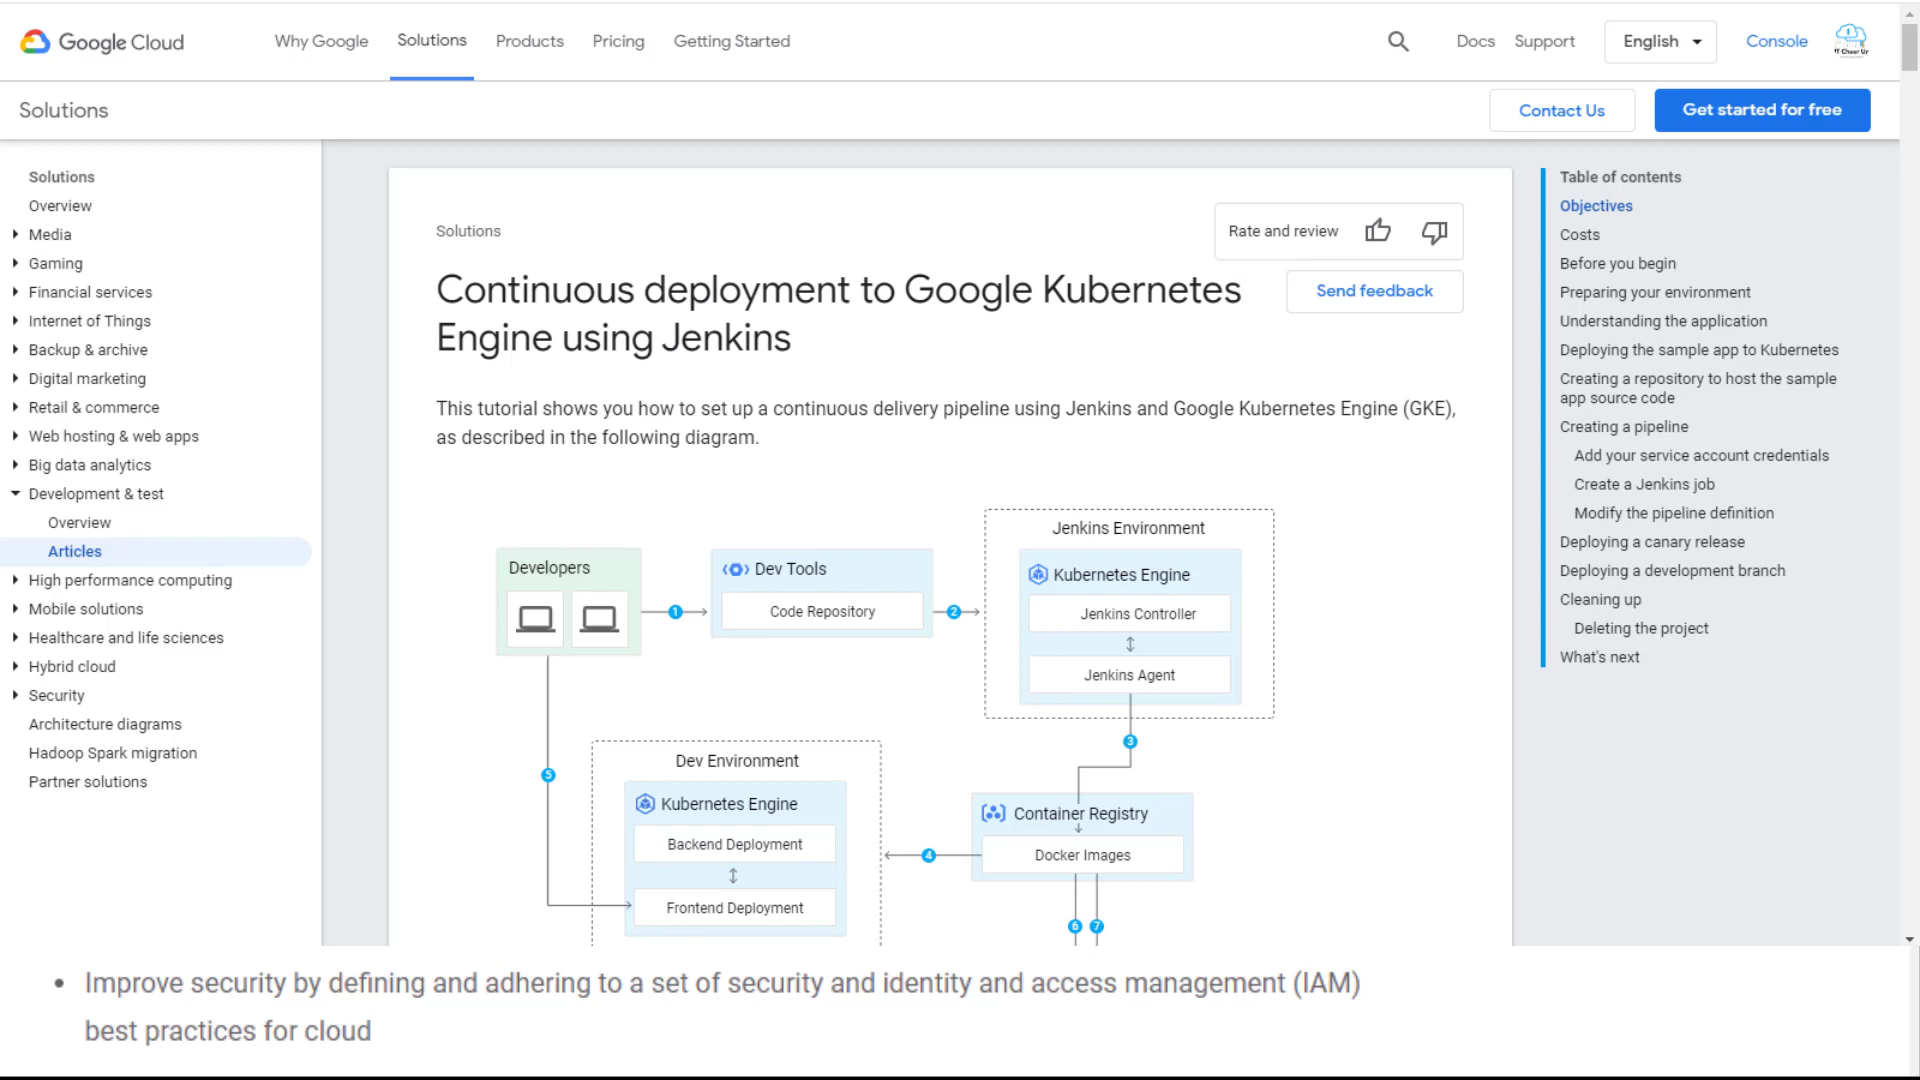 Google Cloud
Why Google
Solutions
Products
Pricing
Getting Started
Docs
Support
English
Console
IT Cheer Up
Solutions
Contact Us
Get started for free
Solutions
Overview
Media
Gaming
Financial services
Internet of Things
Backup & archive
Digital marketing
Retail & commerce
Web hosting & web apps
Big data analytics
Development & test
Overview
Articles
High performance computing
Mobile solutions
Healthcare and life sciences
Hybrid cloud
Security
Architecture diagrams
Hadoop Spark migration
Partner solutions
Solutions
Rate and review
Continuous deployment to Google Kubernetes
Engine using Jenkins
Send feedback
This tutorial shows you how to set up a continuous delivery pipeline using Jenkins and Google Kubernetes Engine (GKE),
as described in the following diagram.
Developers
1
Dev Tools
Code Repository
2
Jenkins Environment
Kubernetes Engine
Jenkins Controller
Jenkins Agent
3
5
Dev Environment
Kubernetes Engine
Backend Deployment
Frontend Deployment
4
Container Registry
Docker Images
6
7
Table of contents
Objectives
Costs
Before you begin
Preparing your environment
Understanding the application
Deploying the sample app to Kubernetes
Creating a repository to host the sample
app source code
Creating a pipeline
Add your service account credentials
Create a Jenkins job
Modify the pipeline definition
Deploying a canary release
Deploying a development branch
Cleaning up
Deleting the project
What's next
• Improve security by defining and adhering to a set of security and identity and access management (IAM)
best practices for cloud